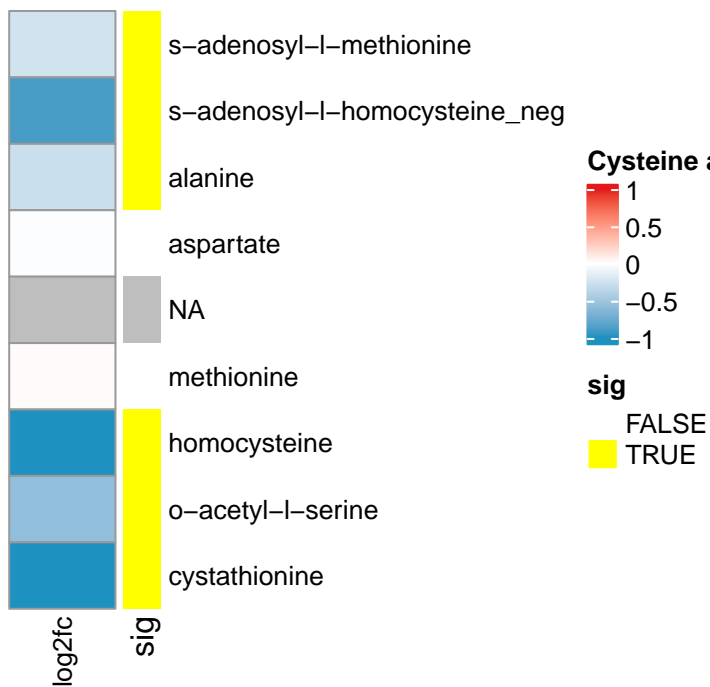 s−adenosyl−l−methionine
s−adenosyl−l−homocysteine_neg
alanine
aspartate
NA
methionine
homocysteine
o−acetyl−l−serine
cystathionine
log2fc
sig
Cysteine a
1
0.5
0
−0.5
−1
sig
FALSE
TRUE